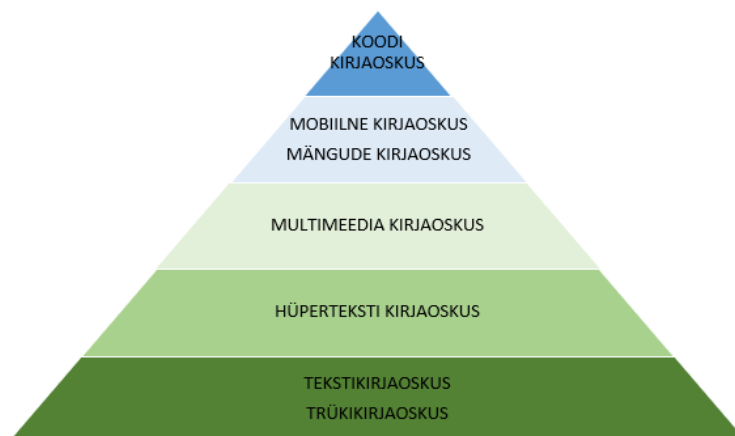 KOODI
KIRJAOSKUS
MOBIILNE KIRJAOSKUS
MÄNGUDE KIRJAOSKUS
MULTIMEEDIA KIRJAOSKUS
HÜPERTEKSTI KIRJAOSKUS
TEKSTIKIRJAOSKUS
TRÜKIKIRJAOSKUS